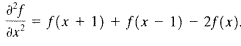 ∂²f/∂x² = f(x + 1) + f(x - 1) - 2f(x).